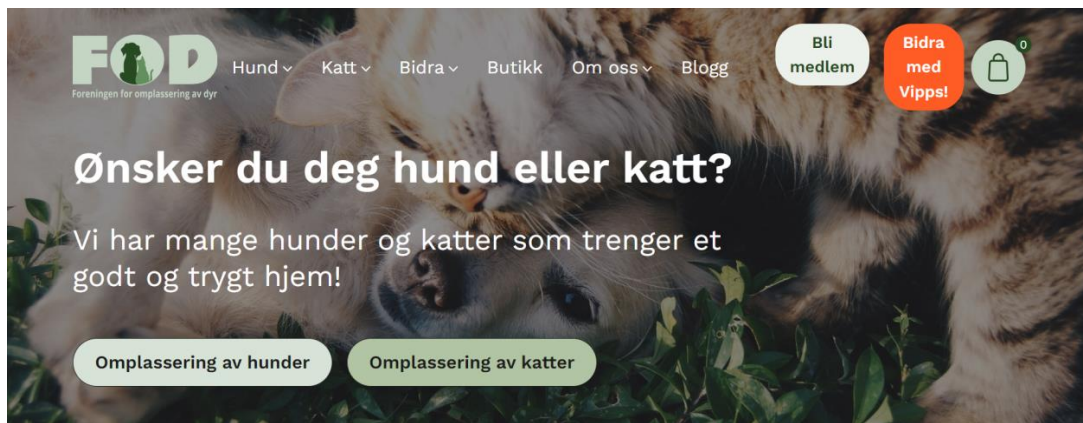 FOD
Foreningen for omplassering av dyr
Hund
Katt
Bidra
Butikk
Om oss
Blogg
Bli
medlem
Bidra
med
Vipps!
0
Ønsker du deg hund eller katt?
Vi har mange hunder og katter som trenger et
godt og trygt hjem!
Omplassering av hunder
Omplassering av katter